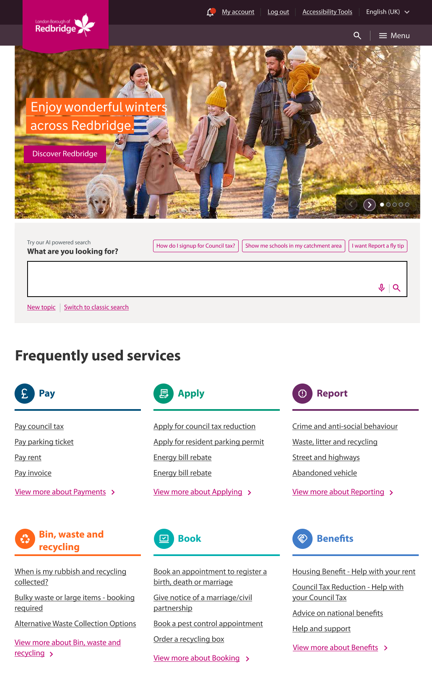 London Borough of
Redbridge
My account
Log out
Accessibility Tools
English (UK)
Menu
Enjoy wonderful winters
across Redbridge.
Discover Redbridge
Try our AI powered search
What are you looking for?
How do I signup for Council tax?
Show me schools in my catchment area
I want Report a fly tip
New topic
Switch to classic search
Frequently used services
Pay
Pay council tax
Pay parking ticket
Pay rent
Pay invoice
View more about Payments
Apply
Apply for council tax reduction
Apply for resident parking permit
Energy bill rebate
Energy bill rebate
View more about Applying
Report
Crime and anti-social behaviour
Waste, litter and recycling
Street and highways
Abandoned vehicle
View more about Reporting
Bin, waste and
recycling
When is my rubbish and recycling
collected?
Bulky waste or large items - booking
required
Alternative Waste Collection Options
View more about Bin, waste and
recycling
Book
Book an appointment to register a
birth, death or marriage
Give notice of a marriage/civil
partnership
Book a pest control appointment
Order a recycling box
View more about Booking
Benefits
Housing Benefit - Help with your rent
Council Tax Reduction - Help with
your Council Tax
Advice on national benefits
Help and support
View more about Benefits